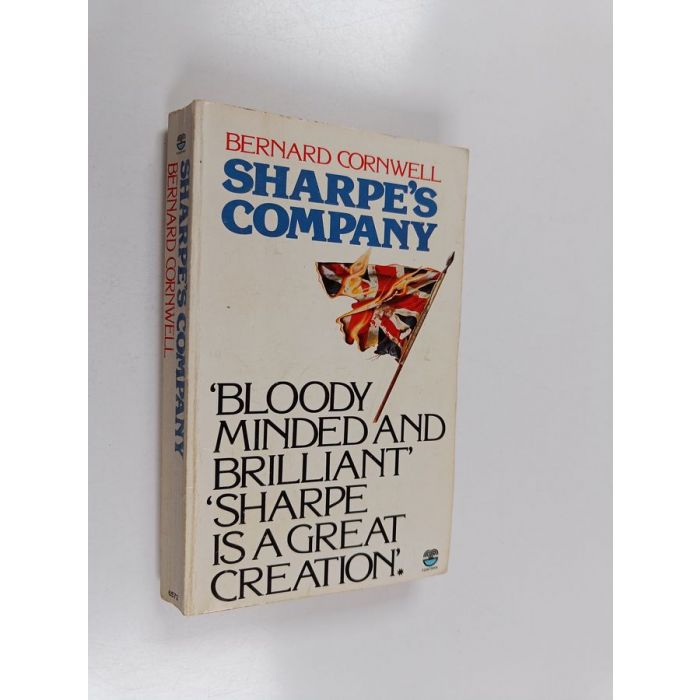 BERNARD CORNWELL
SHARPE'S
COMPANY
'BLOODY
MINDED AND
BRILLIANT'
'SHARPE
IS A GREAT
CREATION'.*
SHARPE'S COMPANY
BERNARD CORNWELL